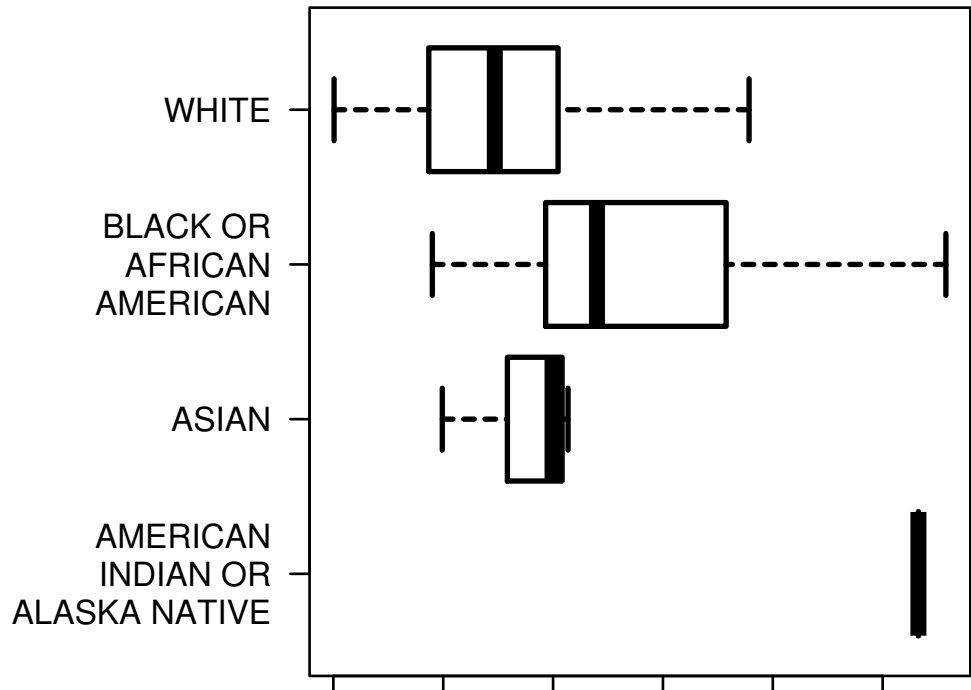 WHITE
BLACK OR
AFRICAN
AMERICAN
ASIAN
AMERICAN
INDIAN OR
ALASKA NATIVE